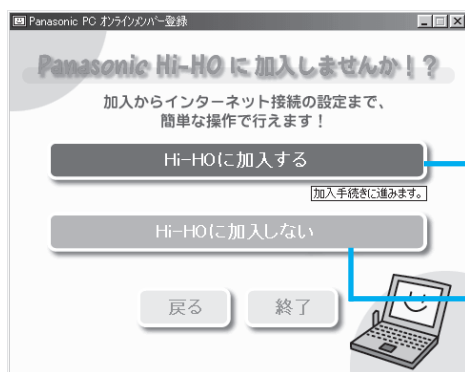 Panasonic PC オンラインメンバー登録
Panasonic Hi-HO に加入しませんか！？
加入からインターネット接続の設定まで、
簡単な操作で行えます！
Hi-HOに加入する
加入手続きに進みます。
Hi-HOに加入しない
戻る
終了